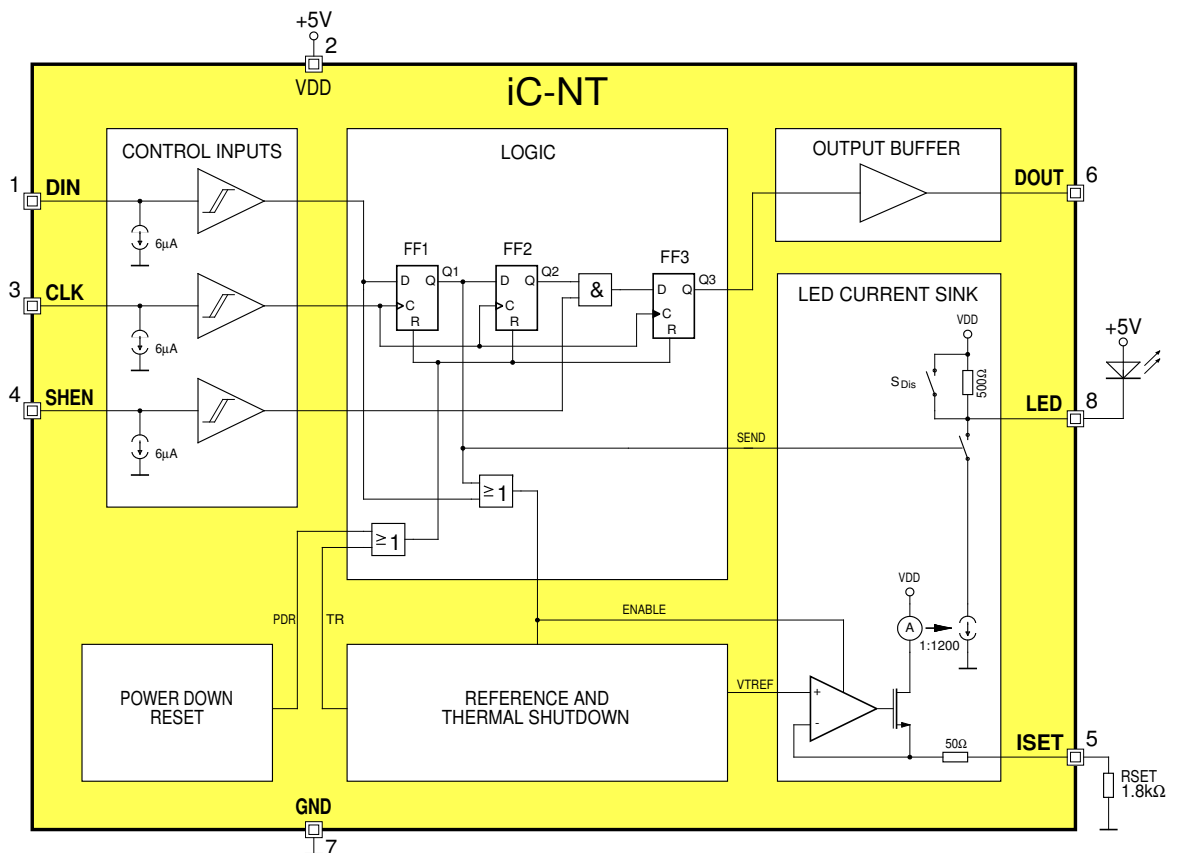 +5V
2
VDD
iC-NT
CONTROL INPUTS
LOGIC
OUTPUT BUFFER
1 DIN
DOUT 6
6µA
FF1
FF2
FF3
D Q Q1
D Q Q2
&
D Q Q3
C
R
C
R
C
R
3 CLK
6µA
LED CURRENT SINK
VDD
+5V
SDis
500Ω
4 SHEN
LED 8
6µA
SEND
≥1
≥1
VDD
PDR
TR
ENABLE
A
1:1200
POWER DOWN
RESET
REFERENCE AND
THERMAL SHUTDOWN
VTREF
+
-
50Ω
ISET 5
RSET
1.8kΩ
GND
7